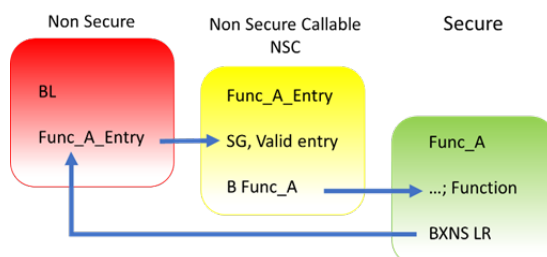 Non Secure
Non Secure Callable
NSC
Secure
BL
Func_A_Entry
Func_A_Entry
SG, Valid entry
B Func_A
Func_A
...; Function
BXNS LR